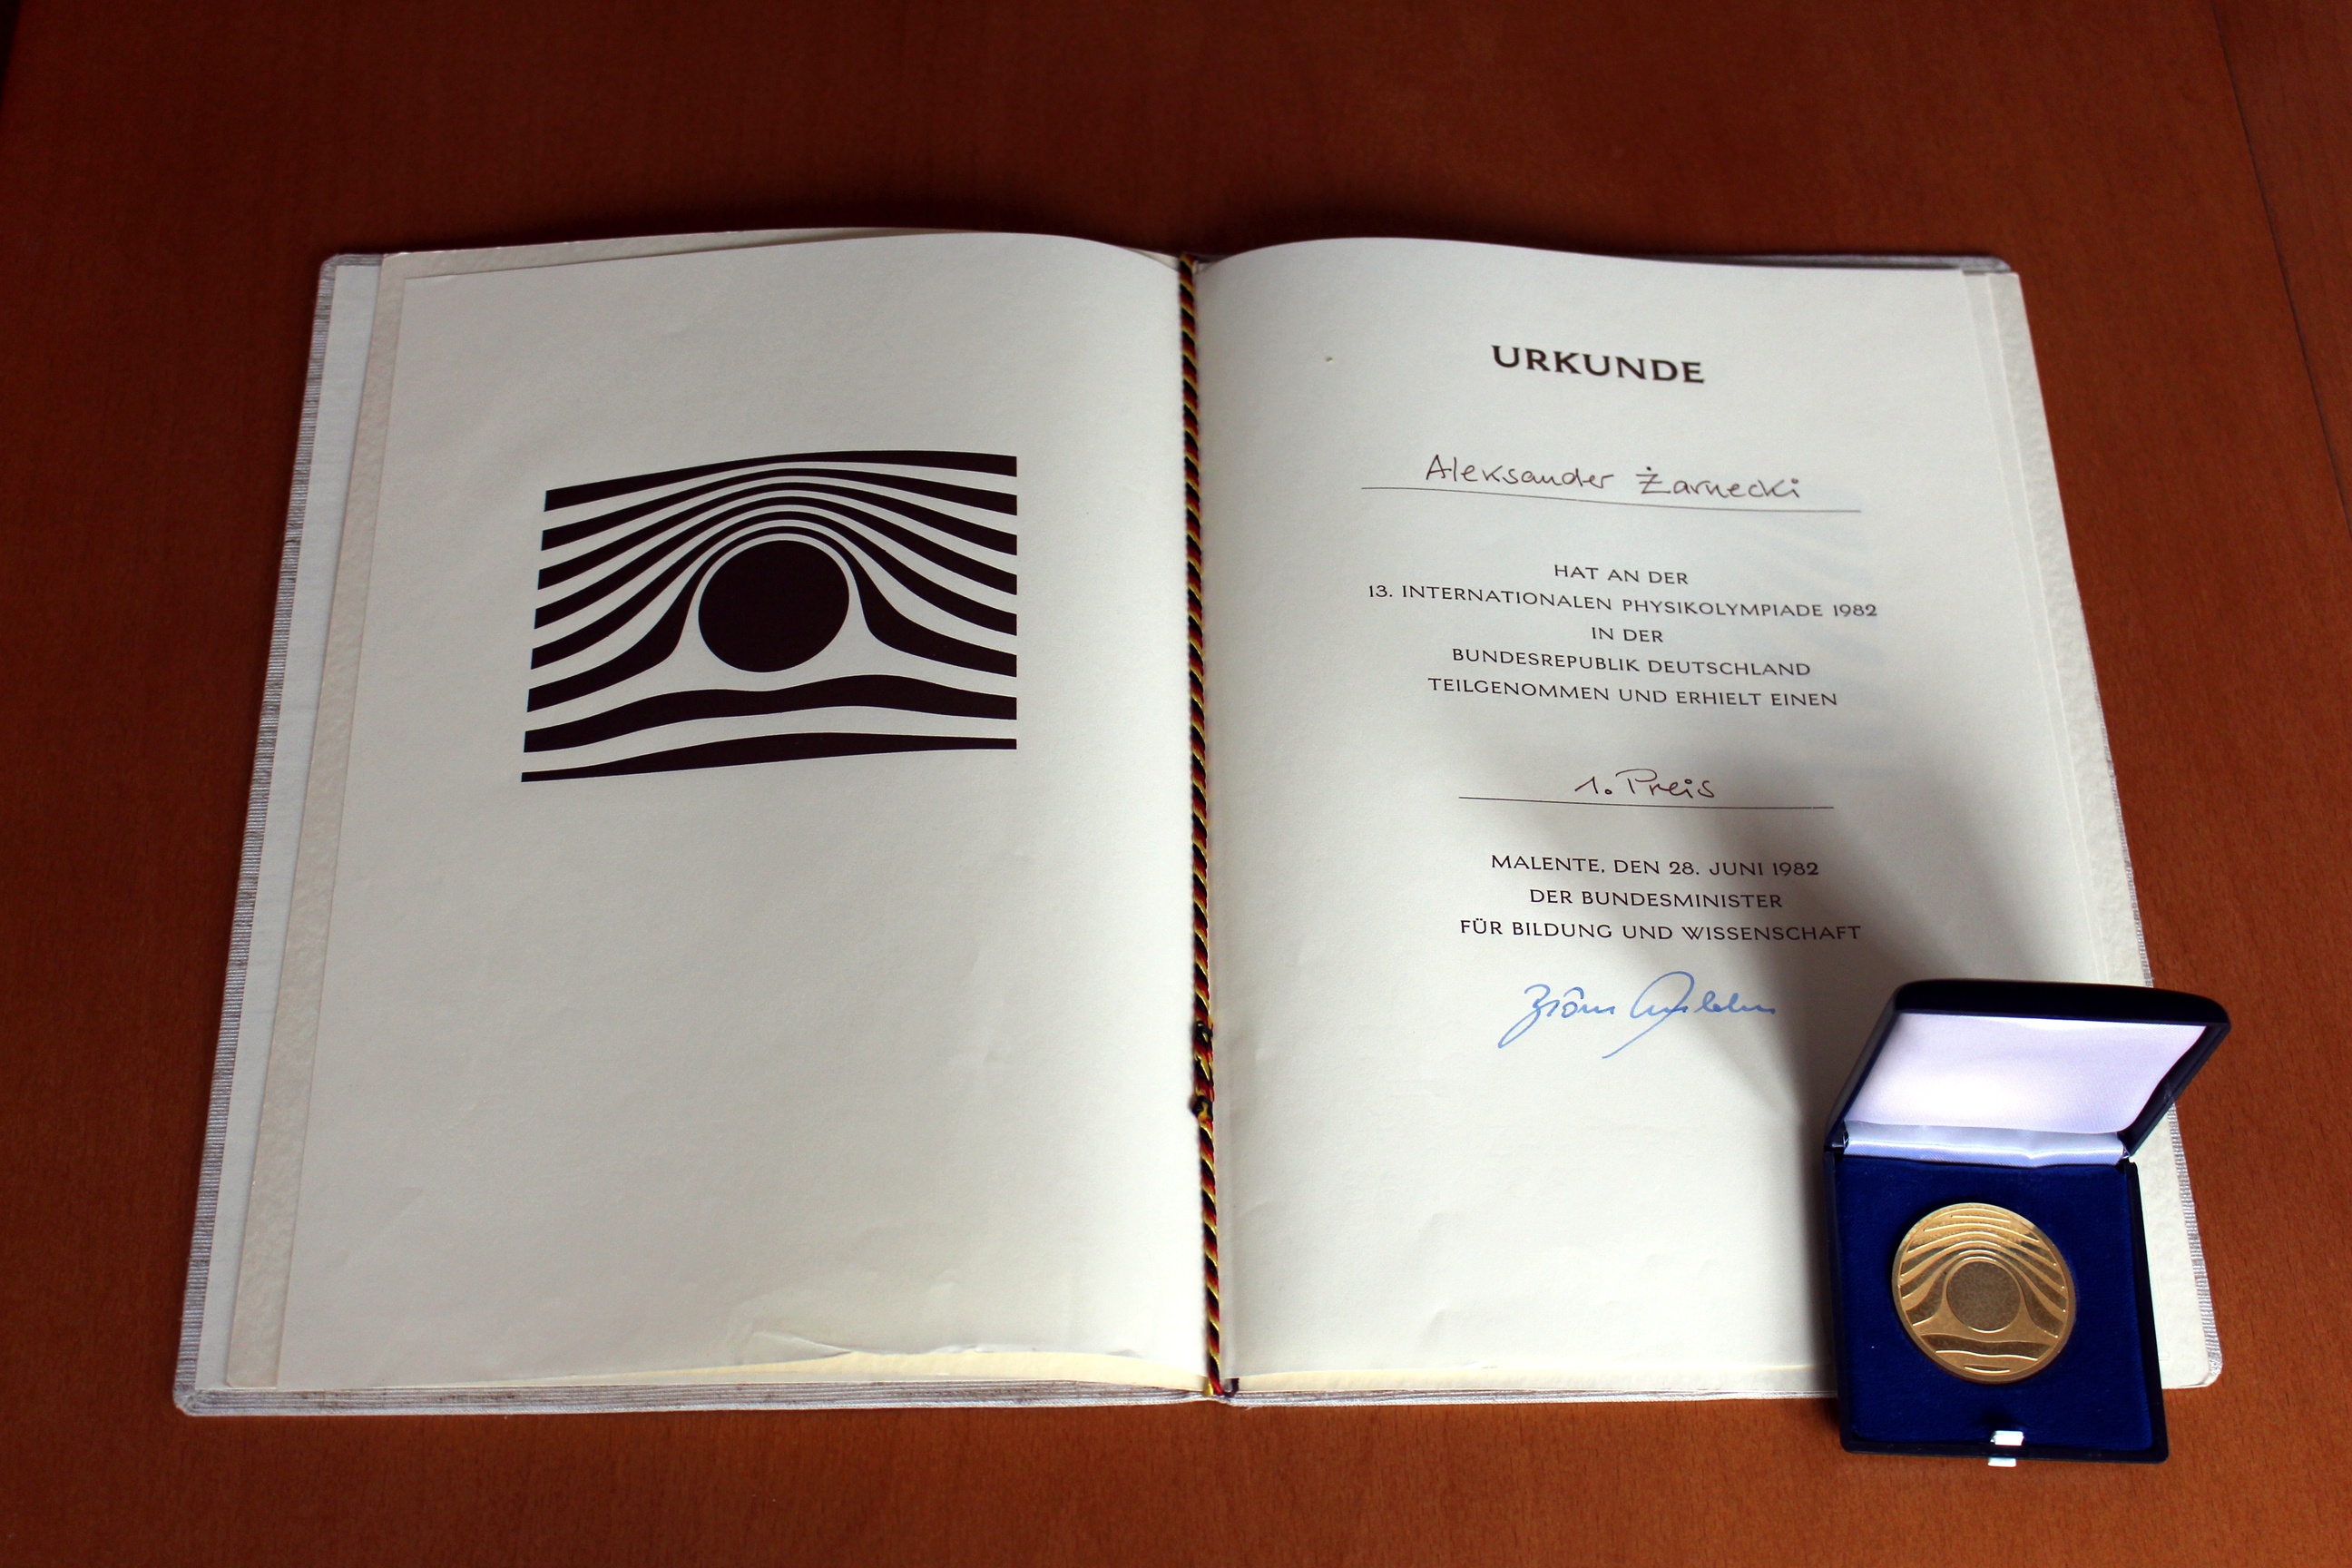 URKUNDE
Aleksander Żarnecki
HAT AN DER
13. INTERNATIONALEN PHYSIKOLYMPIADE 1982
IN DER
BUNDESREPUBLIK DEUTSCHLAND
TEILGENOMMEN UND ERHIELT EINEN
1. Preis
MALENTE, DEN 28. JUNI 1982
DER BUNDESMINISTER
FÜR BILDUNG UND WISSENSCHAFT